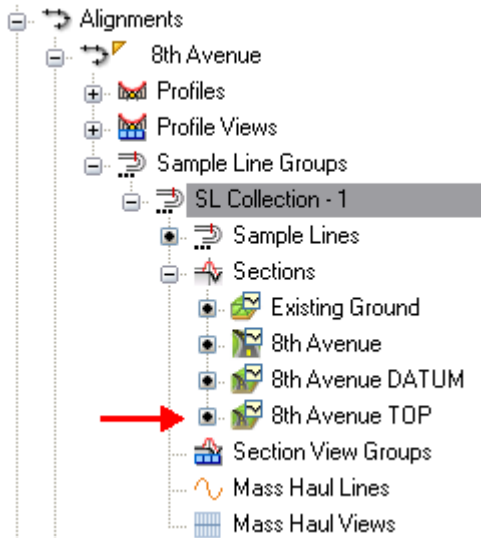 Alignments
8th Avenue
Profiles
Profile Views
Sample Line Groups
SL Collection - 1
Sample Lines
Sections
Existing Ground
8th Avenue
8th Avenue DATUM
8th Avenue TOP
Section View Groups
Mass Haul Lines
Mass Haul Views